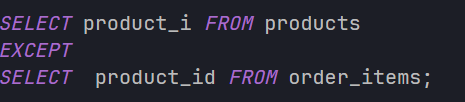 SELECT product_i FROM products
EXCEPT
SELECT  product_id FROM order_items;